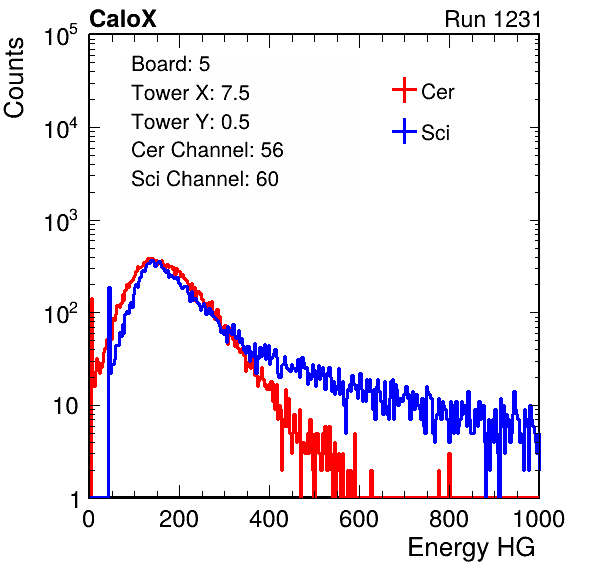 CaloX Run 1231
Counts
10^5
10^4
10^3
10^2
10
1
Board: 5
Tower X: 7.5
Tower Y: 0.5
Cer Channel: 56
Sci Channel: 60
Cer
Sci
0 200 400 600 800 1000
Energy HG